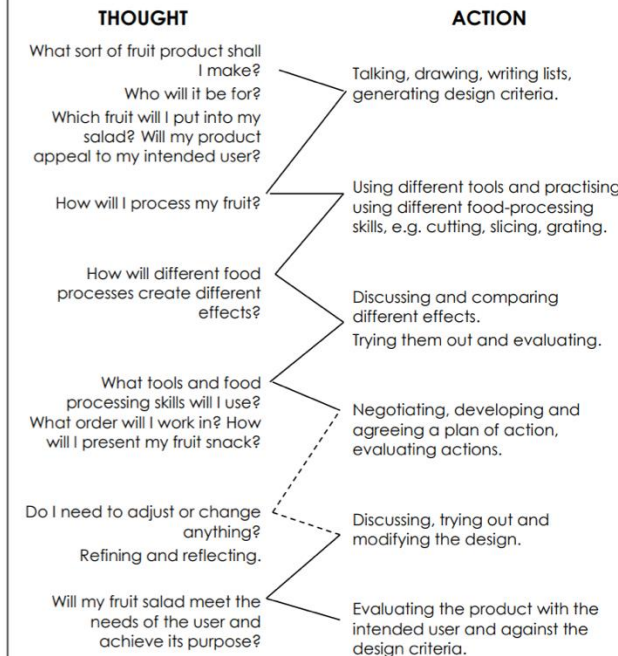 THOUGHT
What sort of fruit product shall
I make?
Who will it be for?
Which fruit will I put into my
salad? Will my product
appeal to my intended user?
How will I process my fruit?
How will different food
processes create different
effects?
What tools and food
processing skills will I use?
What order will I work in? How
will I present my fruit snack?
Do I need to adjust or change
anything?
Refining and reflecting.
Will my fruit salad meet the
needs of the user and
achieve its purpose?
ACTION
Talking, drawing, writing lists,
generating design criteria.
Using different tools and practising
using different food-processing
skills, e.g. cutting, slicing, grating.
Discussing and comparing
different effects.
Trying them out and evaluating.
Negotiating, developing and
agreeing a plan of action,
evaluating actions.
Discussing, trying out and
modifying the design.
Evaluating the product with the
intended user and against the
design criteria.